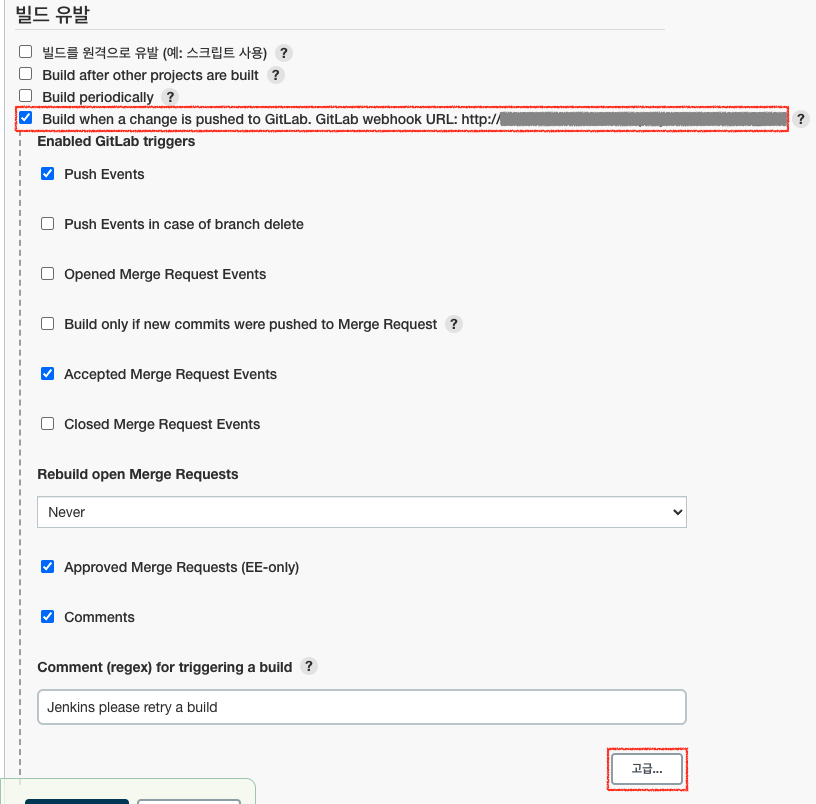 빌드 유발
빌드를 원격으로 유발 (예: 스크립트 사용) ?
Build after other projects are built ?
Build periodically ?
Build when a change is pushed to GitLab. GitLab webhook URL: http:// ?
Enabled GitLab triggers
Push Events
Push Events in case of branch delete
Opened Merge Request Events
Build only if new commits were pushed to Merge Request ?
Accepted Merge Request Events
Closed Merge Request Events
Rebuild open Merge Requests
Never
Approved Merge Requests (EE-only)
Comments
Comment (regex) for triggering a build ?
Jenkins please retry a build
고급...